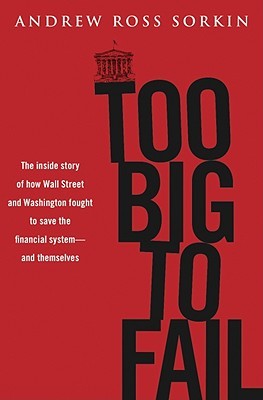 ANDREW ROSS SORKIN
TOO
BIG
TO
FAIL
The inside story
of how Wall Street
and Washington fought
to save the
financial system—
and themselves